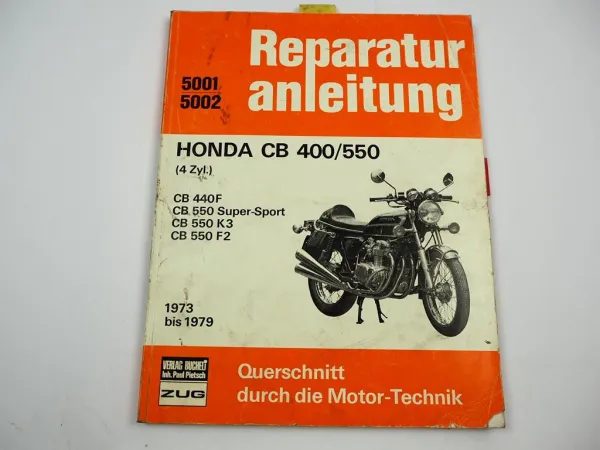 Reparatur
anleitung
5001
5002
HONDA CB 400/550
(4 Zyl.)
CB 440F
CB 550 Super-Sport
CB 550 K3
CB 550 F2
1973
bis 1979
VERLAG BUCHELI
Inh. Paul Pietsch
ZUG
Querschnitt
durch die Motor-Technik